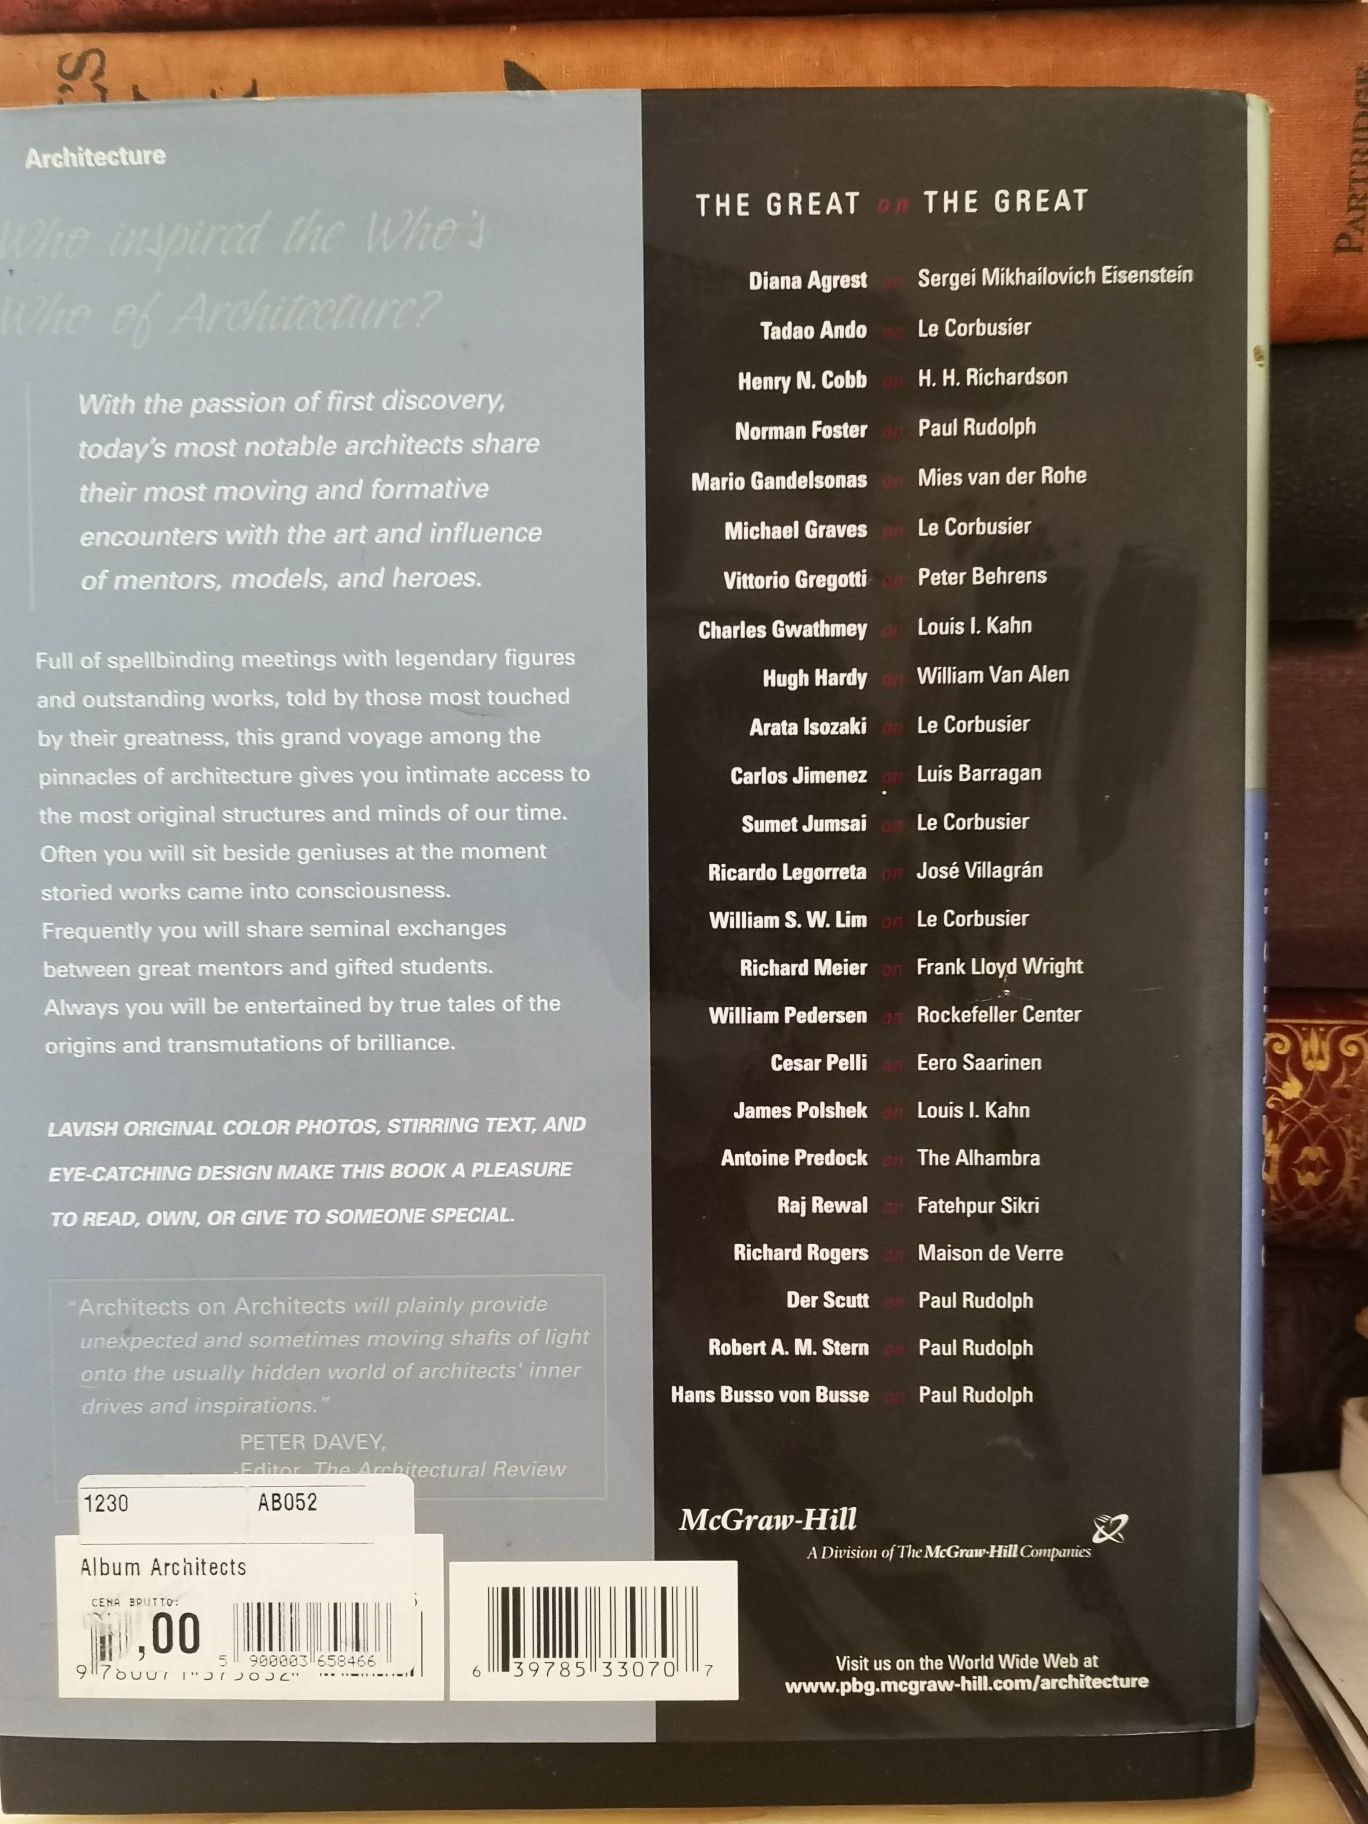 PARTRIDGE
Architecture
Who inspired the Who's
Who of Architecture?
With the passion of first discovery,
today's most notable architects share
their most moving and formative
encounters with the art and influence
of mentors, models, and heroes.
Full of spellbinding meetings with legendary figures
and outstanding works, told by those most touched
by their greatness, this grand voyage among the
pinnacles of architecture gives you intimate access to
the most original structures and minds of our time.
Often you will sit beside geniuses at the moment
storied works came into consciousness.
Frequently you will share seminal exchanges
between great mentors and gifted students.
Always you will be entertained by true tales of the
origins and transmutations of brilliance.
LAVISH ORIGINAL COLOR PHOTOS, STIRRING TEXT, AND
EYE-CATCHING DESIGN MAKE THIS BOOK A PLEASURE
TO READ, OWN, OR GIVE TO SOMEONE SPECIAL.
"Architects on Architects will plainly provide
unexpected and sometimes moving shafts of light
onto the usually hidden world of architects' inner
drives and inspirations."
PETER DAVEY,
Editor, The Architectural Review
1230 AB052
Album Architects
CENA BRUTTO:
,00
5 900003 658466
6 39785 33070 7
THE GREAT on THE GREAT
Diana Agrest on Sergei Mikhailovich Eisenstein
Tadao Ando on Le Corbusier
Henry N. Cobb on H. H. Richardson
Norman Foster on Paul Rudolph
Mario Gandelsonas on Mies van der Rohe
Michael Graves on Le Corbusier
Vittorio Gregotti on Peter Behrens
Charles Gwathmey on Louis I. Kahn
Hugh Hardy on William Van Alen
Arata Isozaki on Le Corbusier
Carlos Jimenez on Luis Barragan
Sumet Jumsai on Le Corbusier
Ricardo Legorreta on José Villagrán
William S. W. Lim on Le Corbusier
Richard Meier on Frank Lloyd Wright
William Pedersen on Rockefeller Center
Cesar Pelli on Eero Saarinen
James Polshek on Louis I. Kahn
Antoine Predock on The Alhambra
Raj Rewal on Fatehpur Sikri
Richard Rogers on Maison de Verre
Der Scutt on Paul Rudolph
Robert A. M. Stern on Paul Rudolph
Hans Busso von Busse on Paul Rudolph
McGraw-Hill
A Division of The McGraw-Hill Companies
Visit us on the World Wide Web at
www.pbg.mcgraw-hill.com/architecture